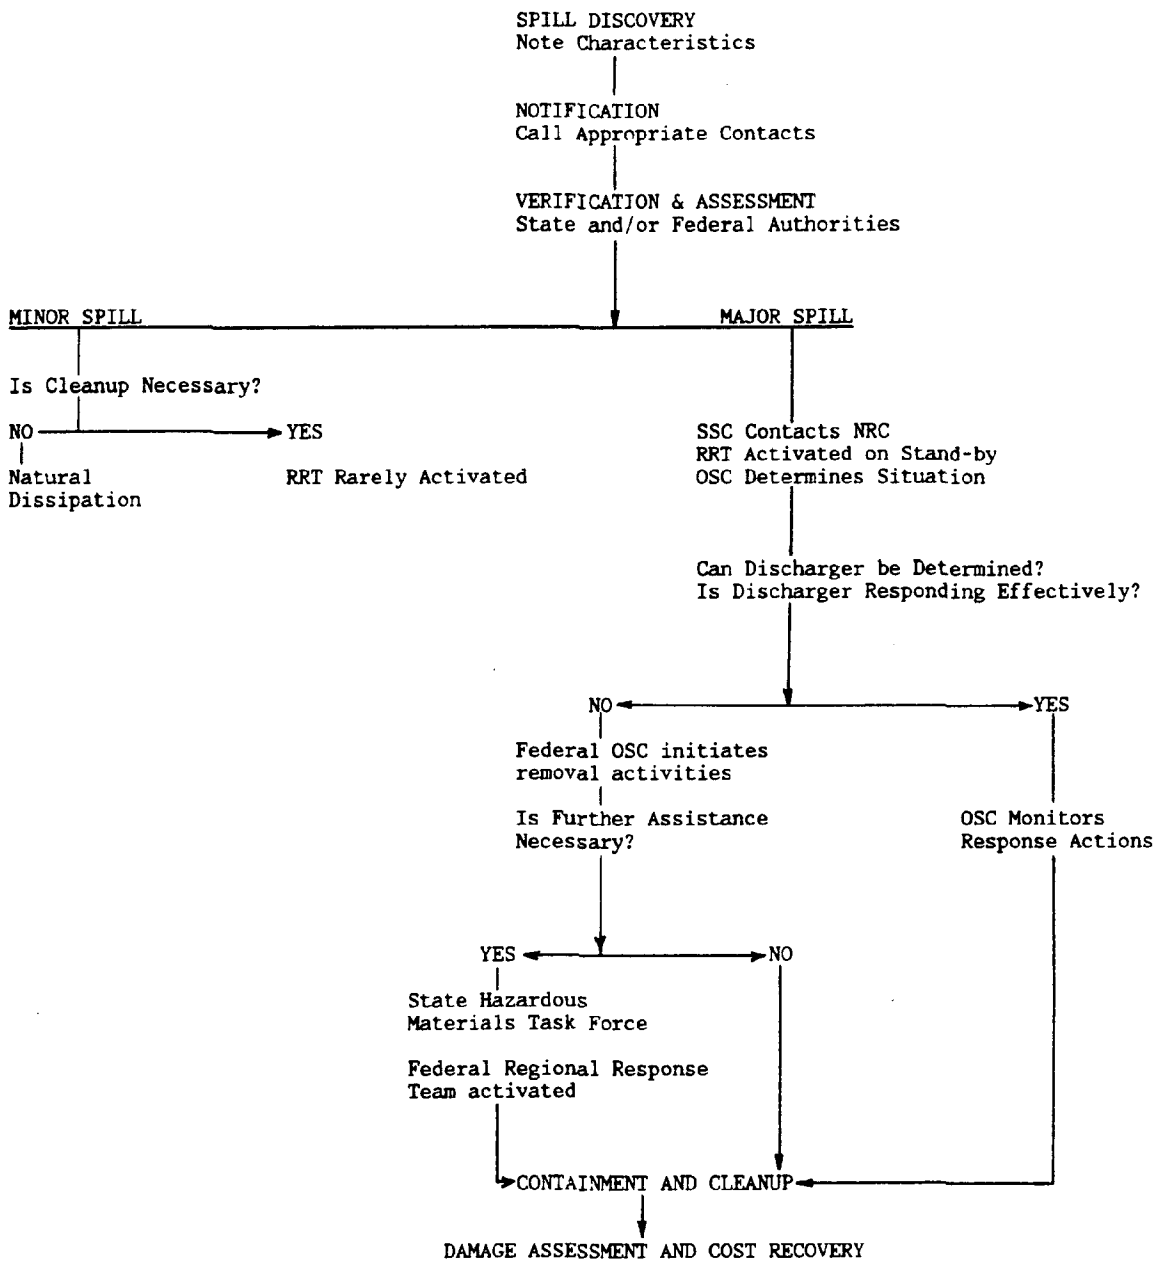 SPILL DISCOVERY
Note Characteristics
NOTIFICATION
Call Appropriate Contacts
VERIFICATION & ASSESSMENT
State and/or Federal Authorities
MINOR SPILL
MAJOR SPILL
Is Cleanup Necessary?
NO
YES
Natural
Dissipation
RRT Rarely Activated
SSC Contacts NRC
RRT Activated on Stand-by
OSC Determines Situation
Can Discharger be Determined?
Is Discharger Responding Effectively?
NO
YES
Federal OSC initiates
removal activities
Is Further Assistance
Necessary?
OSC Monitors
Response Actions
YES
NO
State Hazardous
Materials Task Force
Federal Regional Response
Team activated
CONTAINMENT AND CLEANUP
DAMAGE ASSESSMENT AND COST RECOVERY